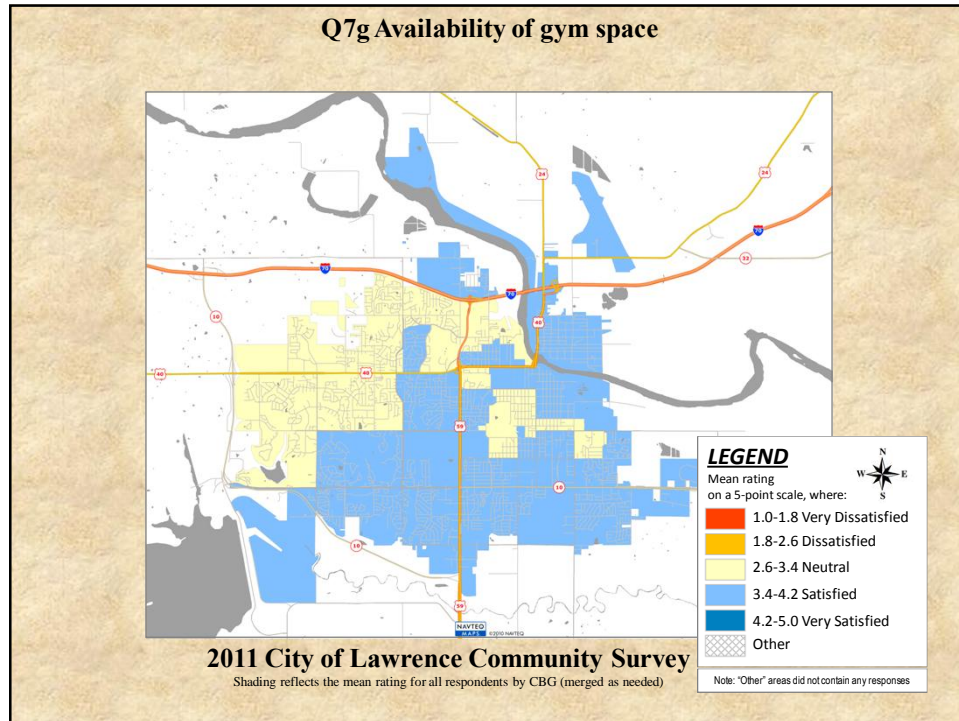 Q7g Availability of gym space
24
24
70
32
70
70
10
40
40
40
59
LEGEND
Mean rating
on a 5-point scale, where:
N
W E
S
1.0-1.8 Very Dissatisfied
1.8-2.6 Dissatisfied
2.6-3.4 Neutral
3.4-4.2 Satisfied
4.2-5.0 Very Satisfied
Other
10
10
59
NAVTEQ
MAPS
©2010 NAVTEQ
2011 City of Lawrence Community Survey
Shading reflects the mean rating for all respondents by CBG (merged as needed)
Note: “Other” areas did not contain any responses